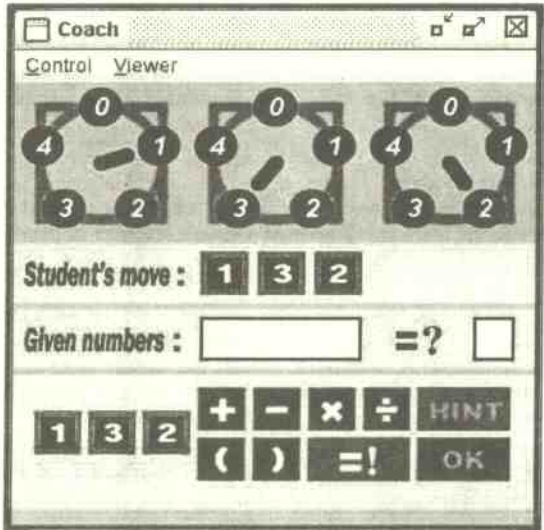 Coach
Control Viewer
0 0 0
4 1 4 1 4 1
3 2 3 2 3 2
Student's move : 1 3 2
Given numbers : =?
+ - × ÷ HINT
1 3 2
( ) =! OK